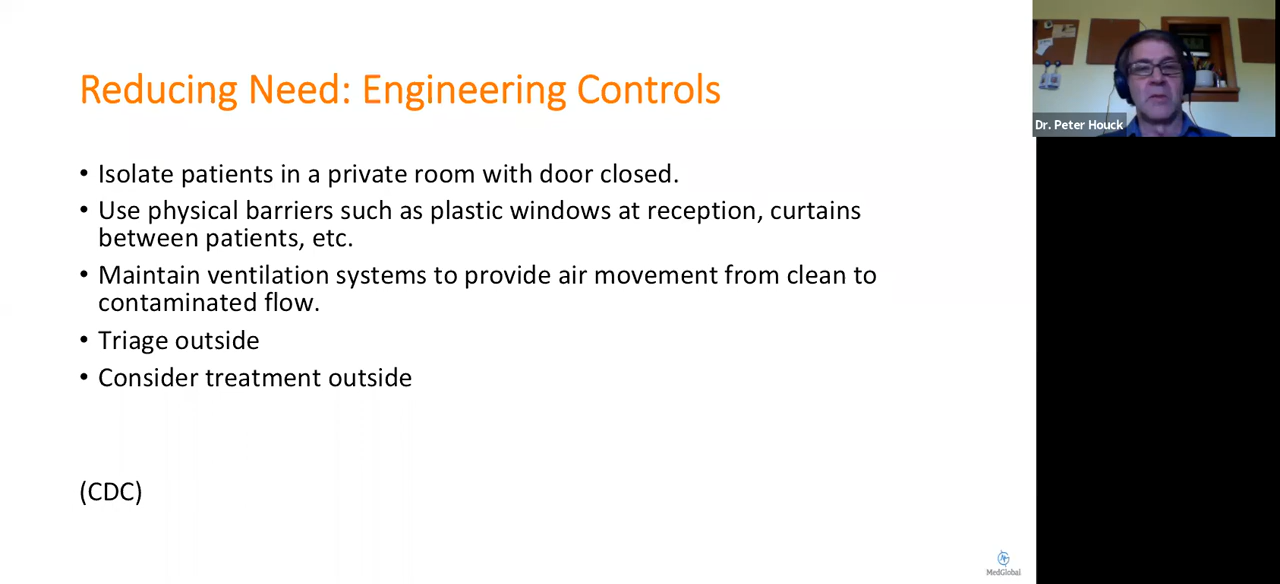 Reducing Need: Engineering Controls
• Isolate patients in a private room with door closed.
• Use physical barriers such as plastic windows at reception, curtains
between patients, etc.
• Maintain ventilation systems to provide air movement from clean to
contaminated flow.
• Triage outside
• Consider treatment outside
(CDC)
MedGlobal
Dr. Peter Houck